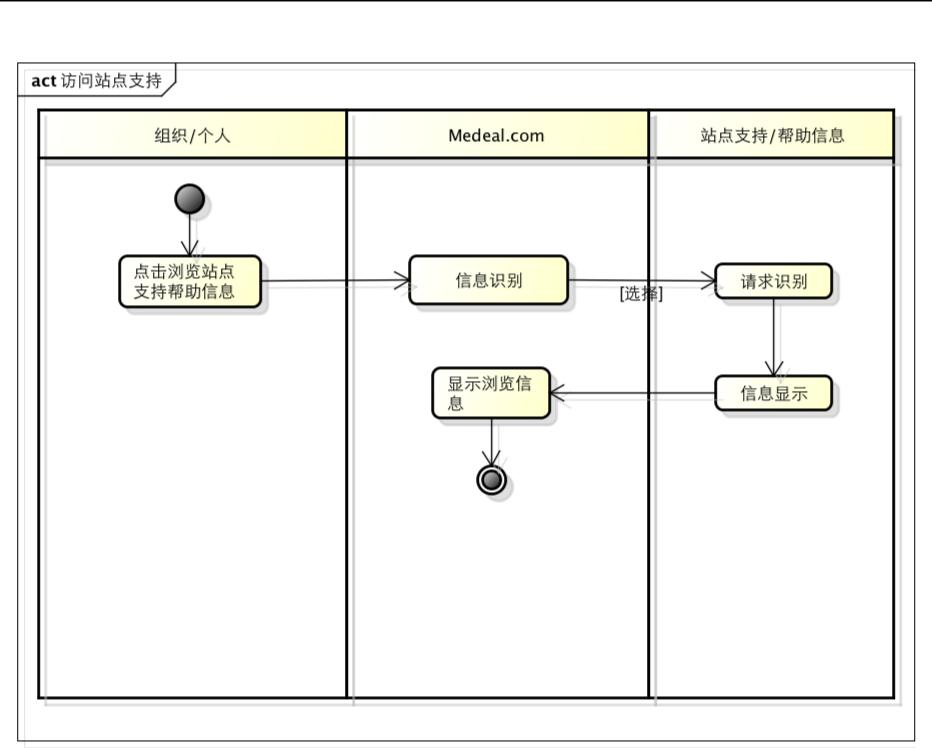 act 访问站点支持
组织/个人
Medeal.com
站点支持/帮助信息
点击浏览站点
支持帮助信息
信息识别
[选择]
请求识别
显示浏览信
息
信息显示